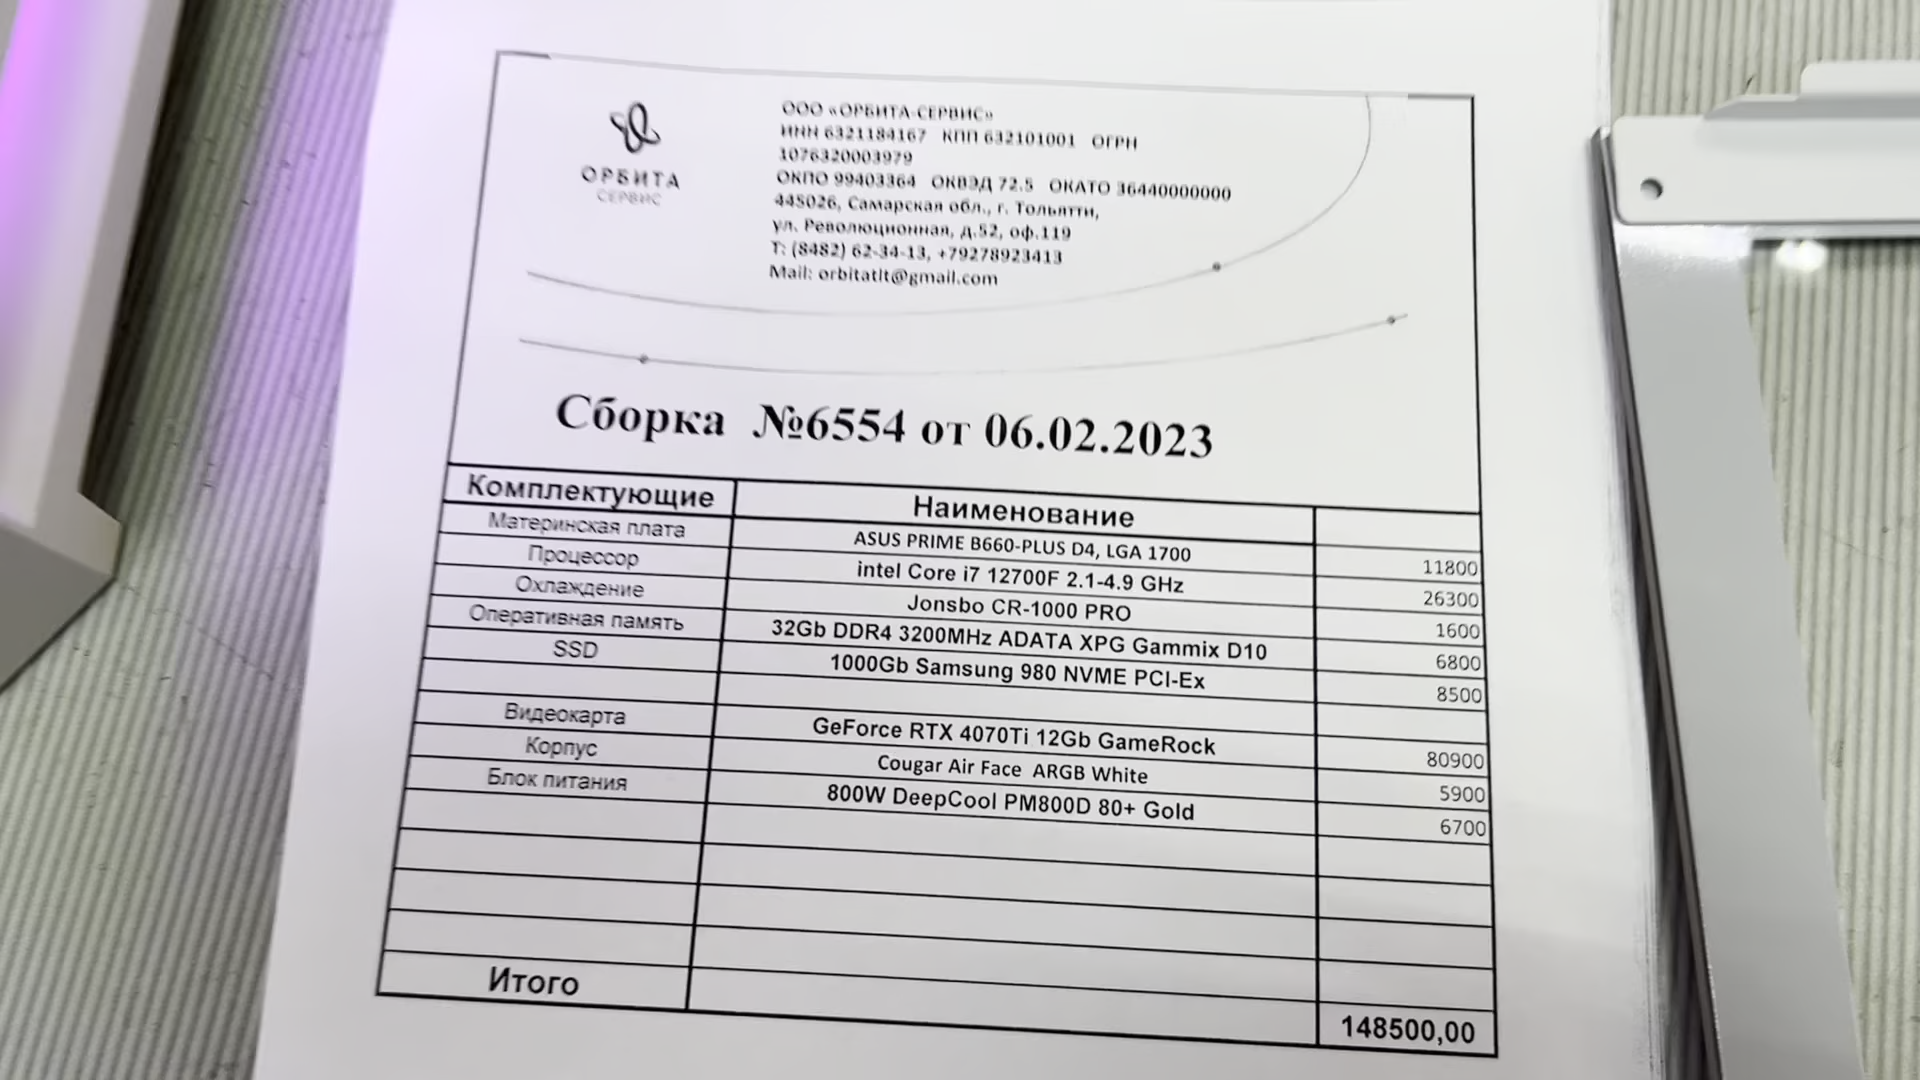 ОРБИТА
СЕРВИС
ООО «ОРБИТА-СЕРВИС»
ИНН 6321184167 КПП 632101001 ОГРН
1076320003979
ОКПО 99403364 ОКВЭД 72.5 ОКАТО 36440000000
445026, Самарская обл., г. Тольятти,
ул. Революционная, д.52, оф.119
Т: (8482) 62-34-13, +79278923413
Mail: orbitatlt@gmail.com
Сборка №6554 от 06.02.2023
Комплектующие Наименование
Материнская плата ASUS PRIME B660-PLUS D4, LGA 1700 11800
Процессор intel Core i7 12700F 2.1-4.9 GHz 26300
Охлаждение Jonsbo CR-1000 PRO 1600
Оперативная память 32Gb DDR4 3200MHz ADATA XPG Gammix D10 6800
SSD 1000Gb Samsung 980 NVME PCI-Ex 8500
Видеокарта GeForce RTX 4070Ti 12Gb GameRock 80900
Корпус Cougar Air Face ARGB White 5900
Блок питания 800W DeepCool PM800D 80+ Gold 6700
Итого 148500,00